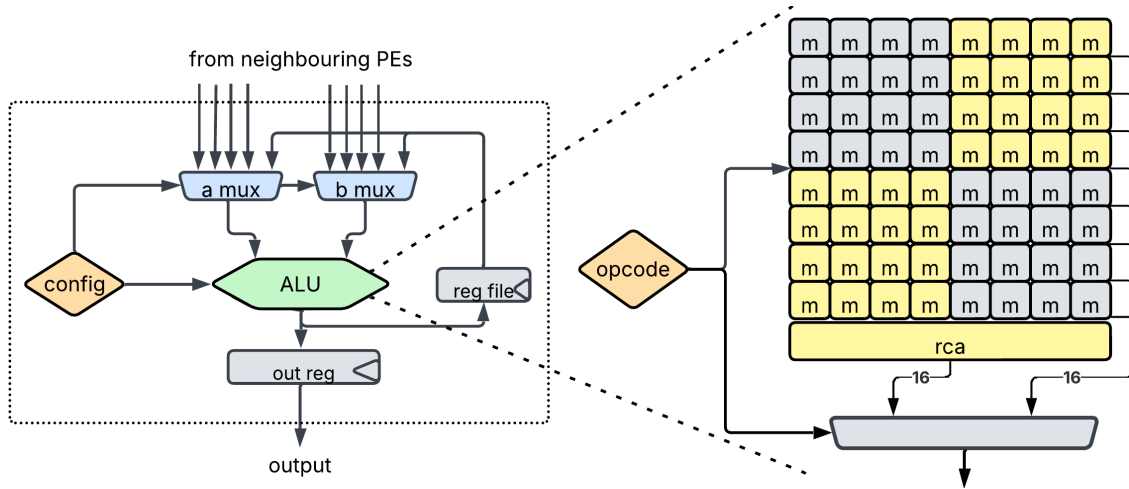 from neighbouring PEs
a mux
b mux
config
ALU
reg file
out reg
output
opcode
m m m m m m m m
m m m m m m m m
m m m m m m m m
m m m m m m m m
m m m m m m m m
m m m m m m m m
m m m m m m m m
m m m m m m m m
rca
16
16